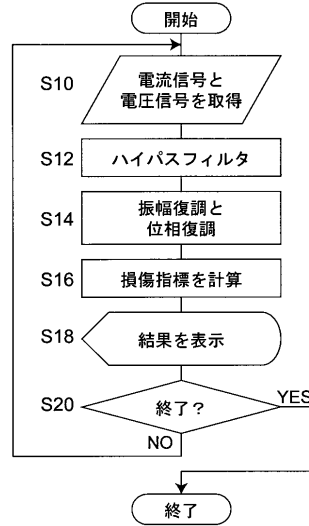 開始
S10
電流信号と
電圧信号を取得
S12
ハイパスフィルタ
S14
振幅復調と
位相復調
S16
損傷指標を計算
S18
結果を表示
S20
終了？
YES
NO
終了